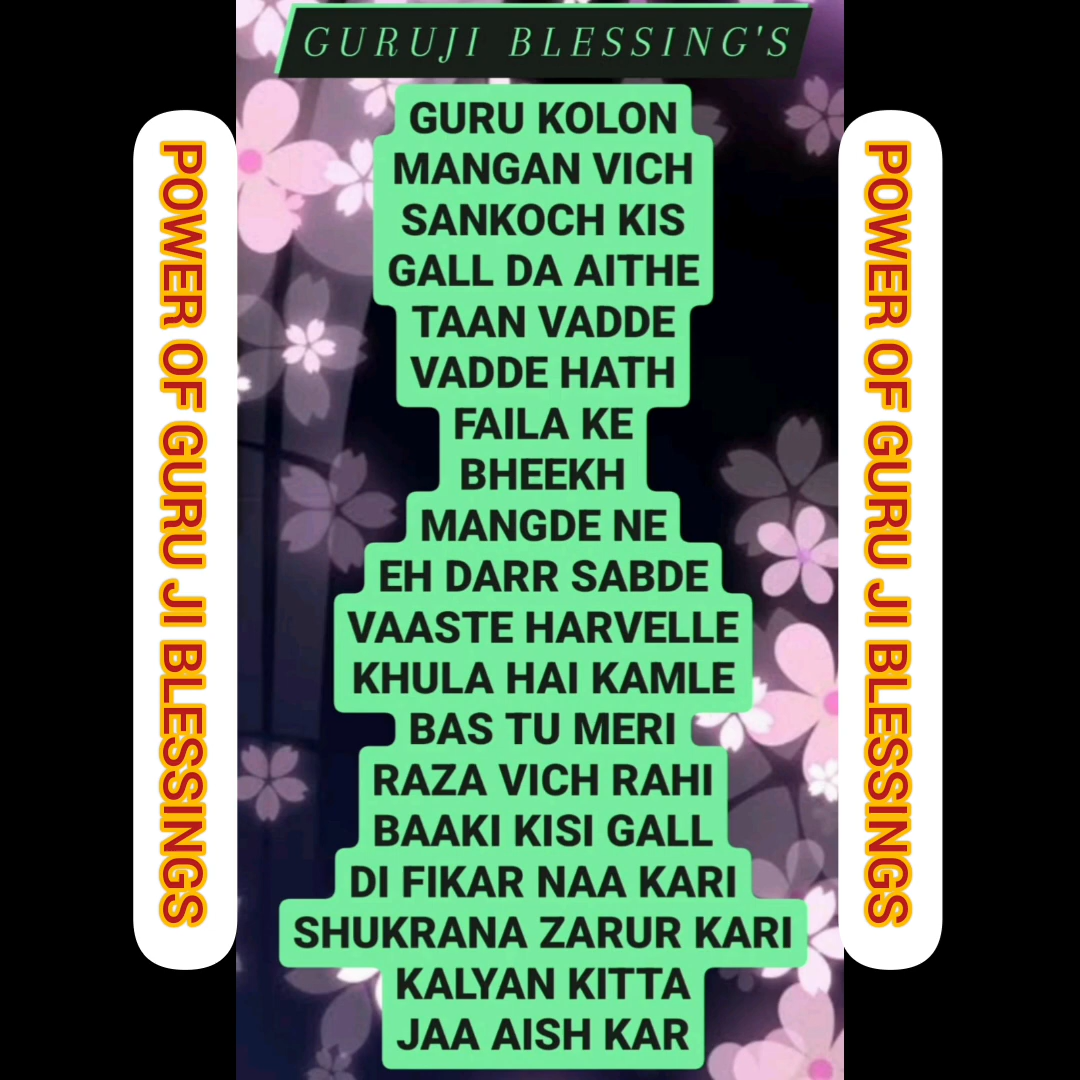 GURUJI BLESSING'S
GURU KOLON
MANGAN VICH
SANKOCH KIS
GALL DA AITHE
TAAN VADDE
VADDE HATH
FAILA KE
BHEEKH
MANGDE NE
EH DARR SABDE
VAASTE HARVELLE
KHULA HAI KAMLE
BAS TU MERI
RAZA VICH RAHI
BAAKI KISI GALL
DI FIKAR NAA KARI
SHUKRANA ZARUR KARI
KALYAN KITTA
JAA AISH KAR
POWER OF GURU JI BLESSINGS
POWER OF GURU JI BLESSINGS